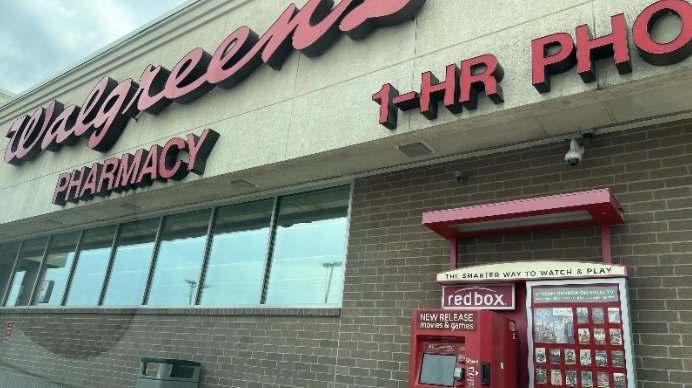 Walgreens
PHARMACY
1-HR PHO
THE SMARTER WAY TO WATCH & PLAY
redbox
NEW RELEASE
movies & games